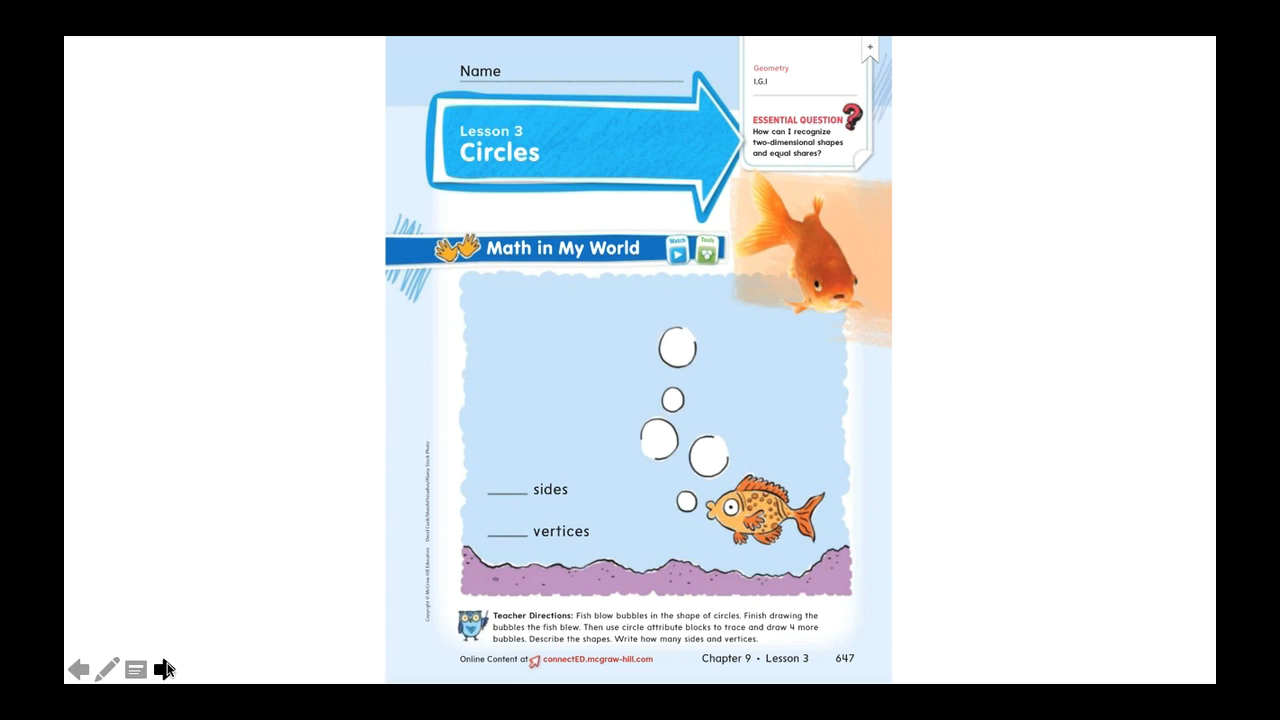 Name
+
Geometry
1.G.1
ESSENTIAL QUESTION
?
How can I recognize
two-dimensional shapes
and equal shares?
Lesson 3
Circles
Math in My World
Watch
Tools
____ sides
____ vertices
Teacher Directions: Fish blow bubbles in the shape of circles. Finish drawing the
bubbles the fish blew. Then use circle attribute blocks to trace and draw 4 more
bubbles. Describe the shapes. Write how many sides and vertices.
Online Content at connectED.mcgraw-hill.com
Chapter 9 • Lesson 3 647